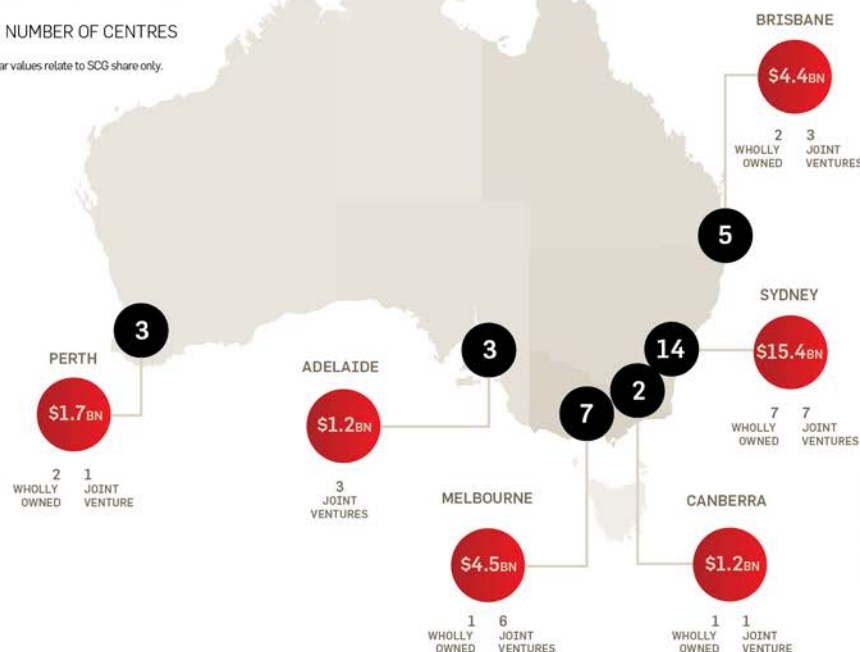 NUMBER OF CENTRES
values relate to SCG share only.
BRISBANE
$4.4BN
2 3
WHOLLY JOINT
OWNED VENTURES
5
SYDNEY
$15.4BN
14
7 7
WHOLLY JOINT
OWNED VENTURES
3
PERTH
$1.7BN
2 1
WHOLLY JOINT
OWNED VENTURE
3
ADELAIDE
$1.2BN
3
JOINT
VENTURES
7
MELBOURNE
$4.5BN
1 6
WHOLLY JOINT
OWNED VENTURES
2
CANBERRA
$1.2BN
1 1
WHOLLY JOINT
OWNED VENTURE